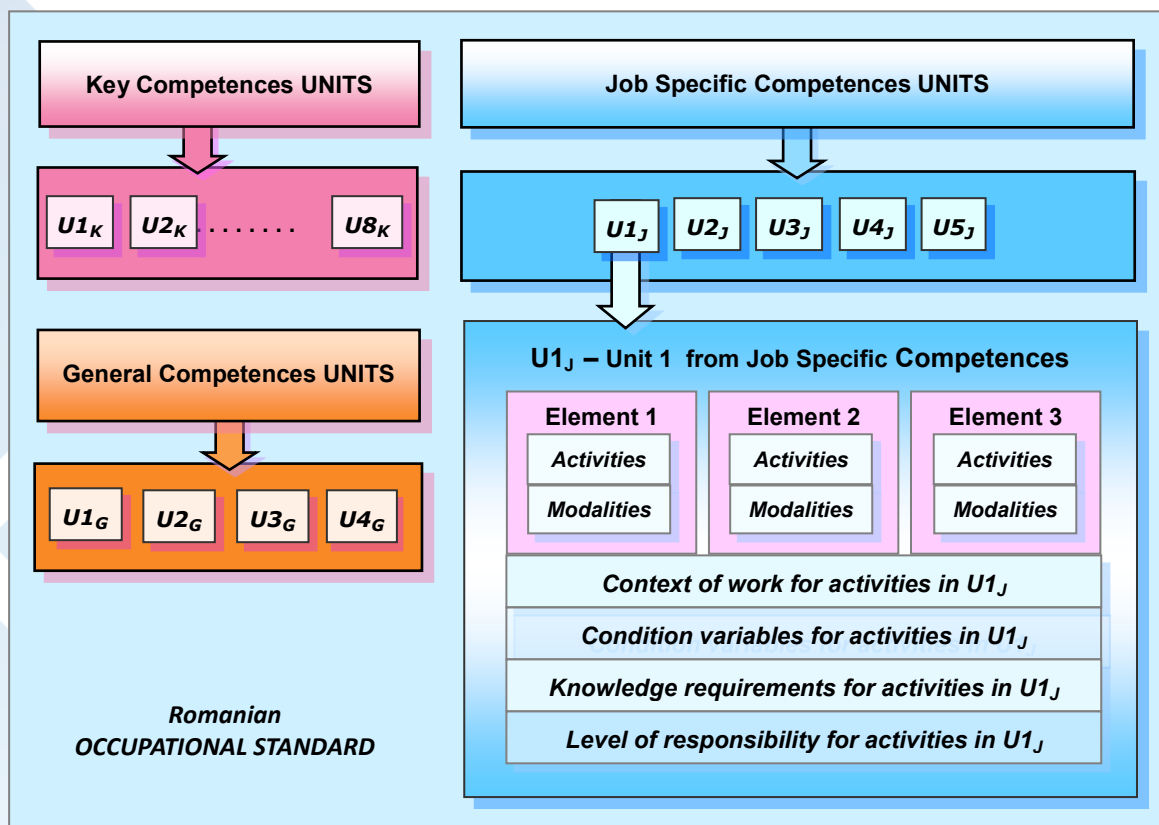 Key Competences UNITS
U1K U2K ........ U8K
General Competences UNITS
U1G U2G U3G U4G
Romanian
OCCUPATIONAL STANDARD
Job Specific Competences UNITS
U1J U2J U3J U4J U5J
U1J – Unit 1 from Job Specific Competences
Element 1
Activities
Modalities
Element 2
Activities
Modalities
Element 3
Activities
Modalities
Context of work for activities in U1J
Condition variables for activities in U1J
Knowledge requirements for activities in U1J
Level of responsibility for activities in U1J